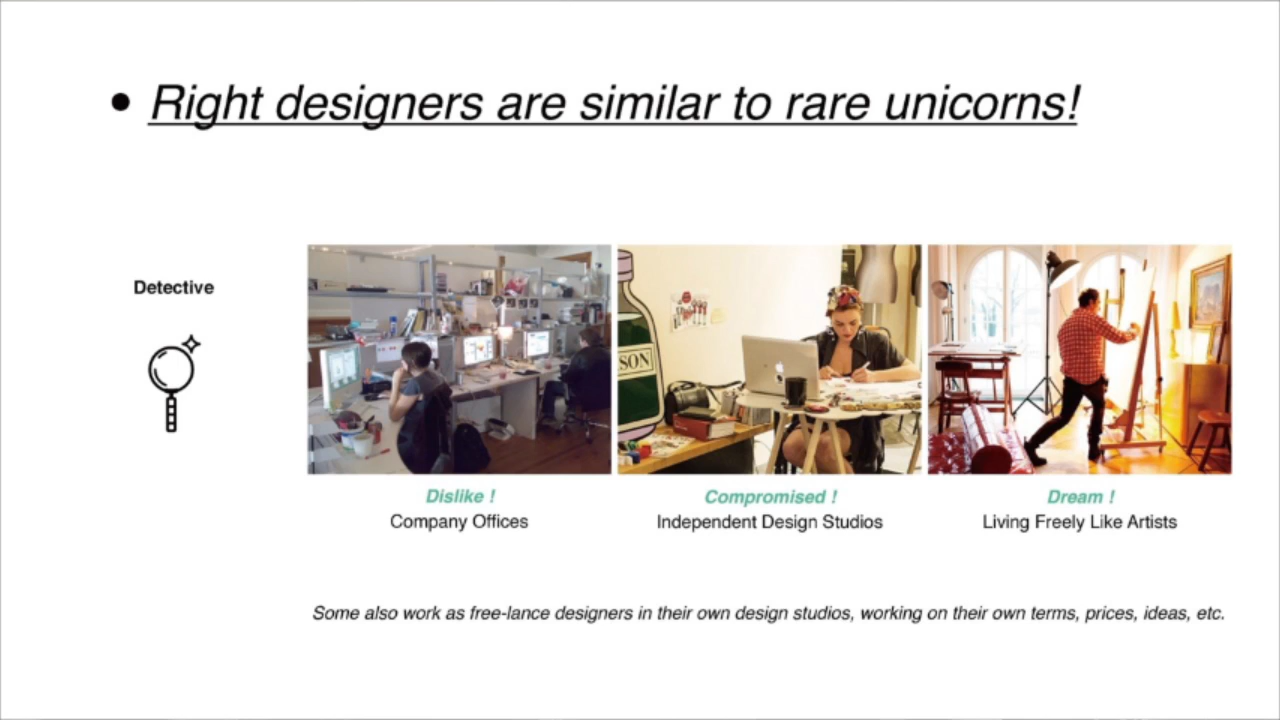 • Right designers are similar to rare unicorns!
Detective
SON
Dislike !
Company Offices
Compromised !
Independent Design Studios
Dream !
Living Freely Like Artists
Some also work as free-lance designers in their own design studios, working on their own terms, prices, ideas, etc.